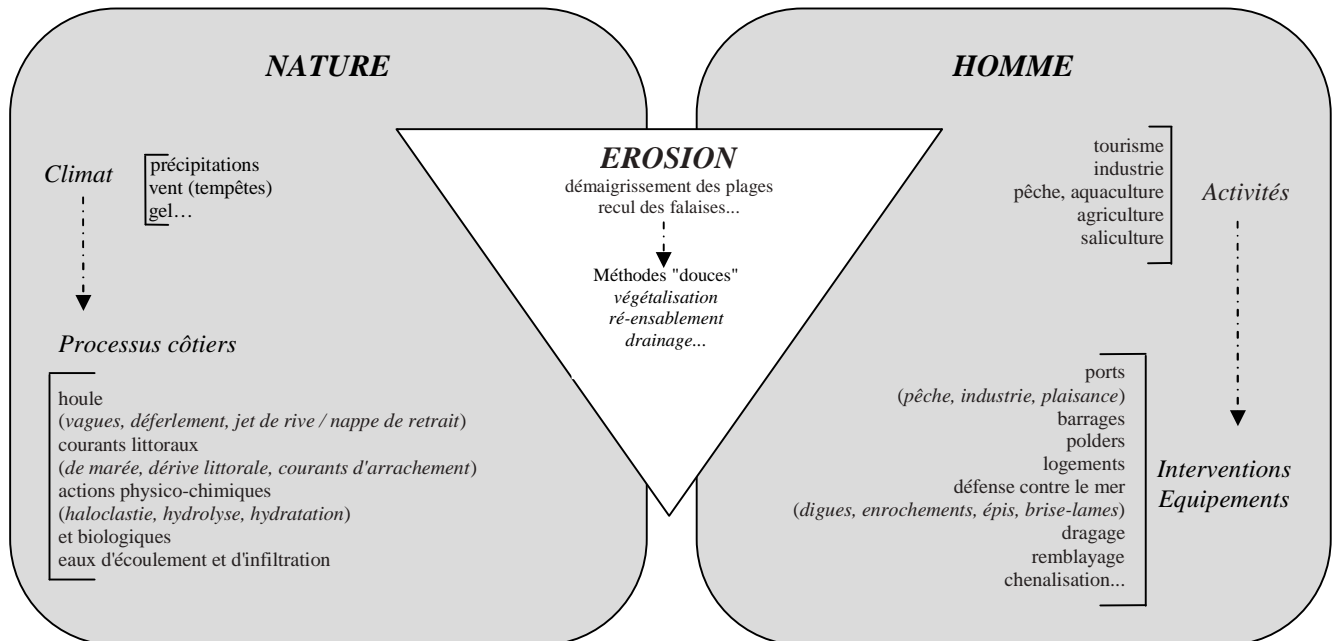 NATURE
Climat
précipitations
vent (tempêtes)
gel…
Processus côtiers
houle
(vagues, déferlement, jet de rive / nappe de retrait)
courants littoraux
(de marée, dérive littorale, courants d'arrachement)
actions physico-chimiques
(haloclastie, hydrolyse, hydratation)
et biologiques
eaux d'écoulement et d'infiltration
EROSION
démaigrissement des plages
recul des falaises...
Méthodes "douces"
végétalisation
ré-ensablement
drainage...
HOMME
tourisme
industrie
pêche, aquaculture
agriculture
saliculture
Activités
ports
(pêche, industrie, plaisance)
barrages
polders
logements
défense contre le mer
(digues, enrochements, épis, brise-lames)
dragage
remblayage
chenalisation...
Interventions
Equipements